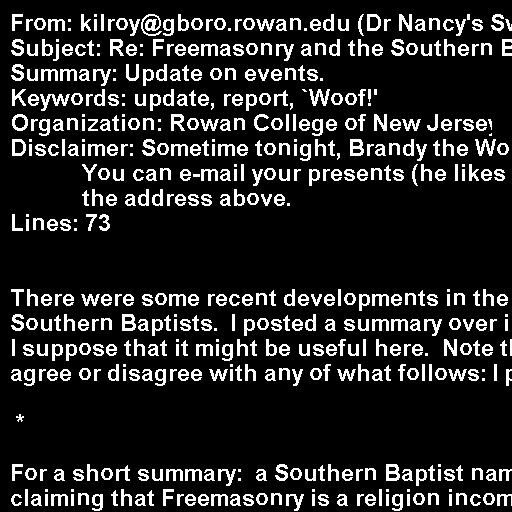 From: kilroy@gboro.rowan.edu (Dr Nancy's Sw
Subject: Re: Freemasonry and the Southern B
Summary: Update on events.
Keywords: update, report, `Woof!'
Organization: Rowan College of New Jersey
Disclaimer: Sometime tonight, Brandy the Wo
You can e-mail your presents (he likes
the address above.
Lines: 73
There were some recent developments in the
Southern Baptists.  I posted a summary over i
I suppose that it might be useful here.  Note th
agree or disagree with any of what follows: I p
*
For a short summary:  a Southern Baptist nam
claiming that Freemasonry is a religion incom